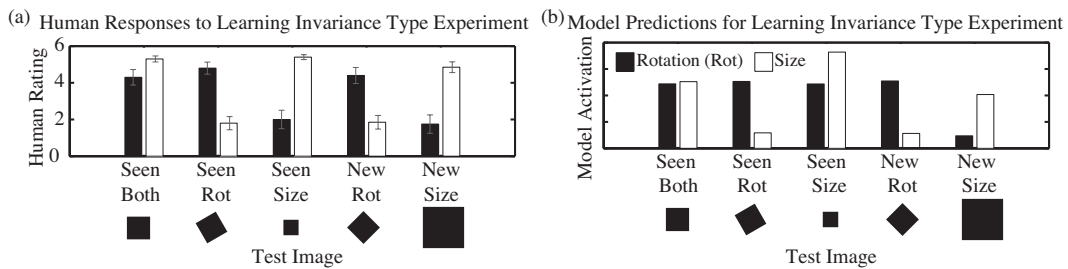 (a) Human Responses to Learning Invariance Type Experiment
6
4
2
0
Human Rating
Seen Both
Seen Rot
Seen Size
New Rot
New Size
Test Image
(b) Model Predictions for Learning Invariance Type Experiment
Rotation (Rot)
Size
Model Activation
Seen Both
Seen Rot
Seen Size
New Rot
New Size
Test Image